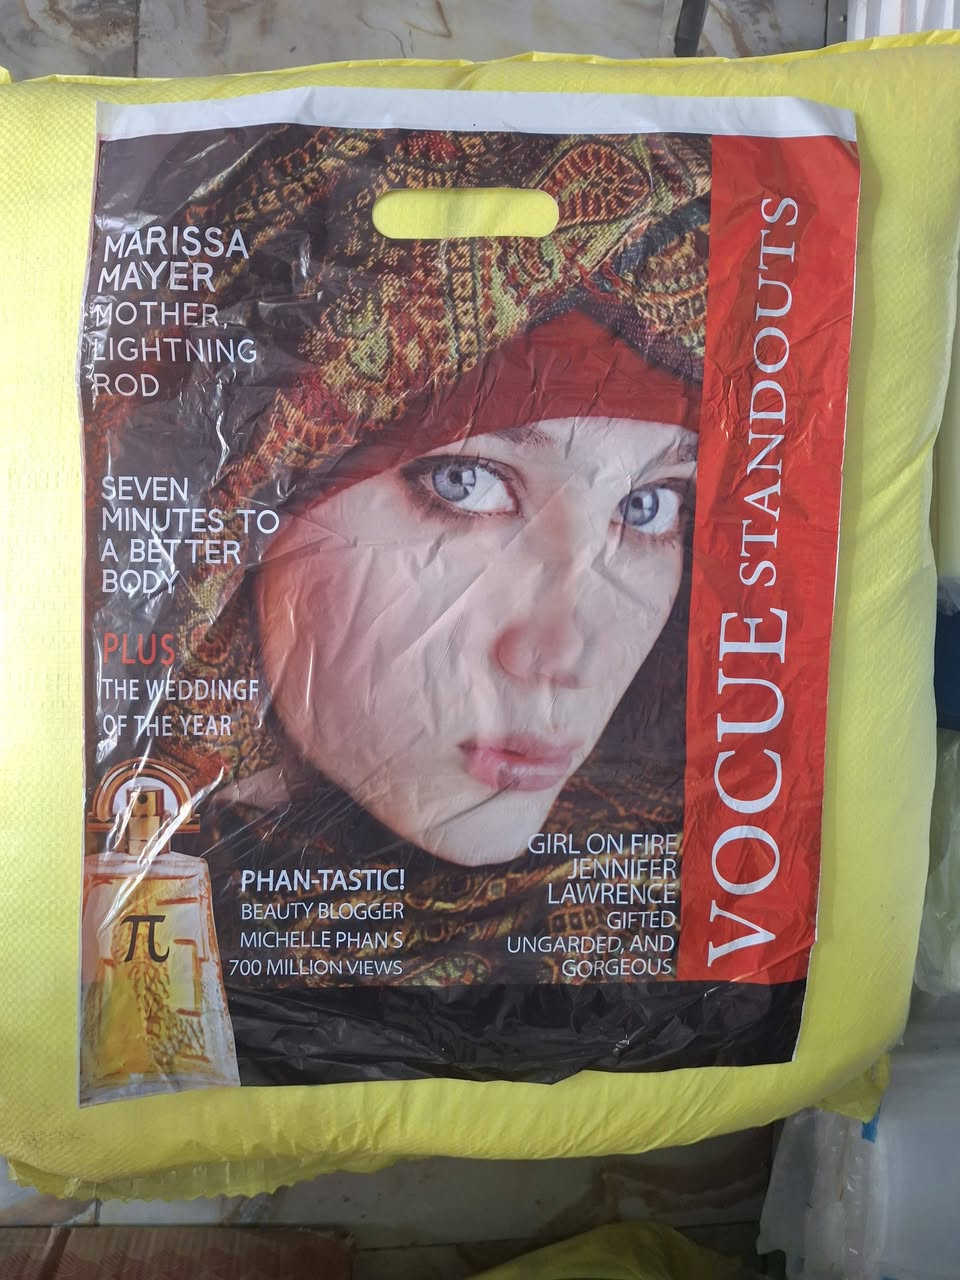 MARISSA
MAYER
MOTHER,
LIGHTNING
ROD
SEVEN
MINUTES TO
A BETTER
BODY
PLUS
THE WEDDINGF
OF THE YEAR
π
PHAN-TASTIC!
BEAUTY BLOGGER
MICHELLE PHAN S
700 MILLION VIEWS
GIRL ON FIRE
JENNIFER
LAWRENCE
GIFTED
UNGARDED, AND
GORGEOUS
VOCUE STANDOUTS